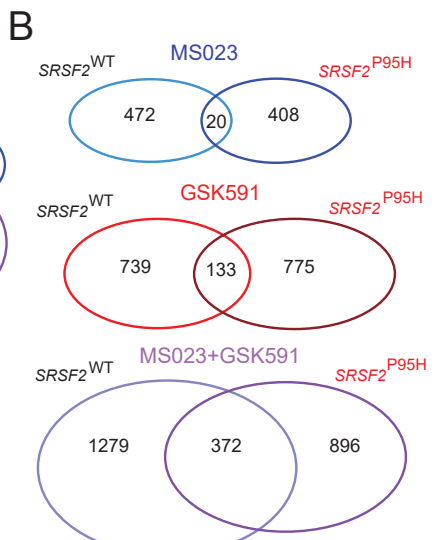 B
MS023
SRSF2WT
SRSF2P95H
472
20
408
GSK591
SRSF2WT
SRSF2P95H
739
133
775
MS023+GSK591
SRSF2WT
SRSF2P95H
1279
372
896